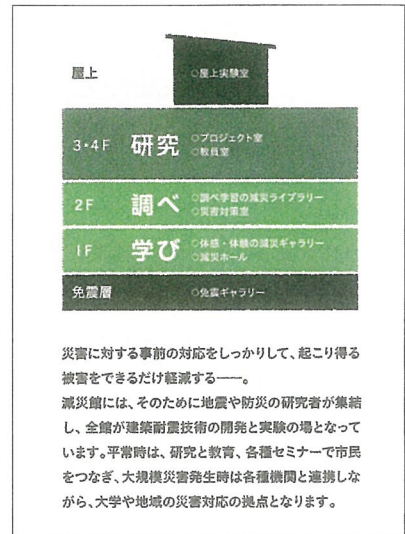 屋上
○屋上実験室
3・4F 研究 ○プロジェクト室
○教員室
2F 調べ ○調べ学習の減災ライブラリー
○災害対策室
1F 学び ○体感・体験の減災ギャラリー
○減災ホール
免震層 ○免震ギャラリー
災害に対する事前の対応をしっかりして、起こり得る
被害をできるだけ軽減する――。
減災館には、そのために地震や防災の研究者が集結
し、全館が建築耐震技術の開発と実験の場となって
います。平常時は、研究と教育、各種セミナーで市民
をつなぎ、大規模災害発生時は各種機関と連携しな
がら、大学や地域の災害対応の拠点となります。